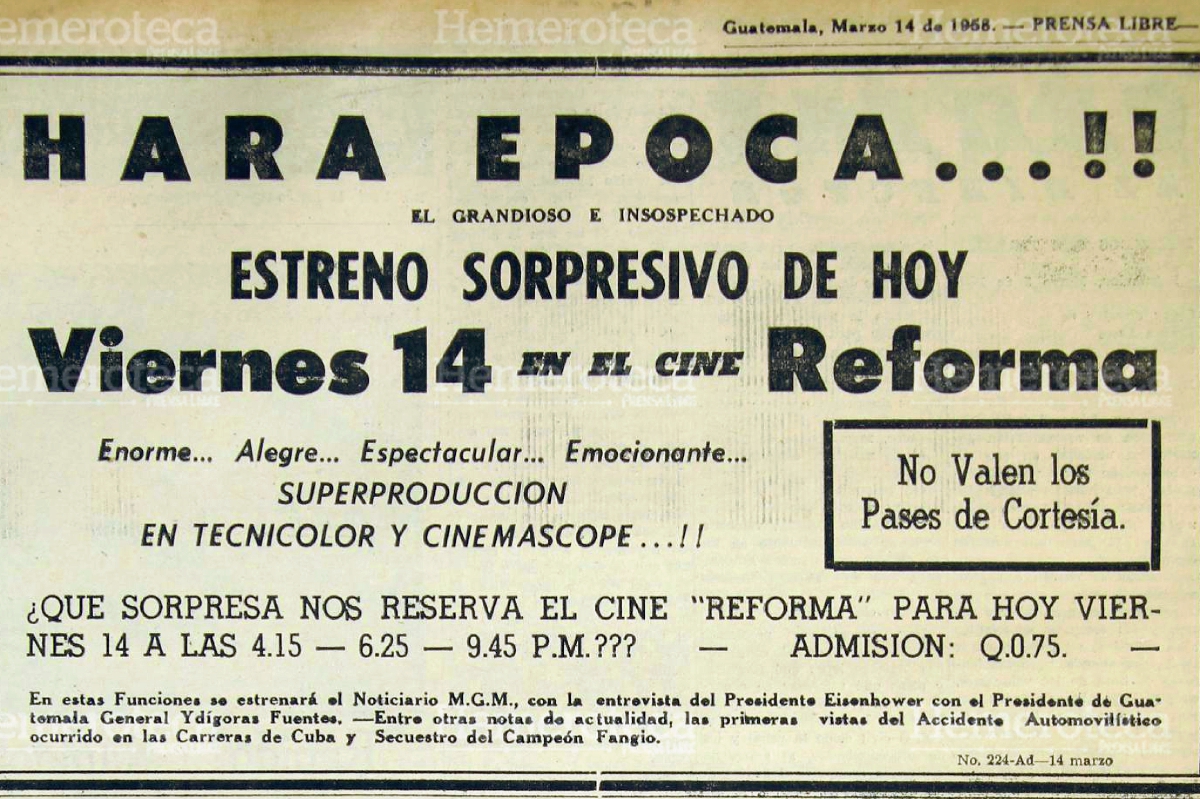 Hemeroteca PRENSA LIBRE
Guatemala, Marzo 14 de 1958. — PRENSA LIBRE—
HARA EPOCA...!!
EL GRANDIOSO E INSOSPECHADO
ESTRENO SORPRESIVO DE HOY
Viernes 14 EN EL CINE Reforma
Enorme... Alegre... Espectacular... Emocionante...
SUPERPRODUCCION
EN TECNICOLOR Y CINEMASCOPE...!!
No Valen los
Pases de Cortesía.
¿QUE SORPRESA NOS RESERVA EL CINE "REFORMA" PARA HOY VIER-
NES 14 A LAS 4.15 — 6.25 — 9.45 P.M.??? — ADMISION: Q.0.75. —
En estas Funciones se estrenará el Noticiario M.G.M., con la entrevista del Presidente Eisenhower con el Presidente de Gua-
temala General Ydígoras Fuentes. —Entre otras notas de actualidad, las primeras vistas del Accidente Automovilístico
ocurrido en las Carreras de Cuba y Secuestro del Campeón Fangio.
No. 224-Ad—14 marzo